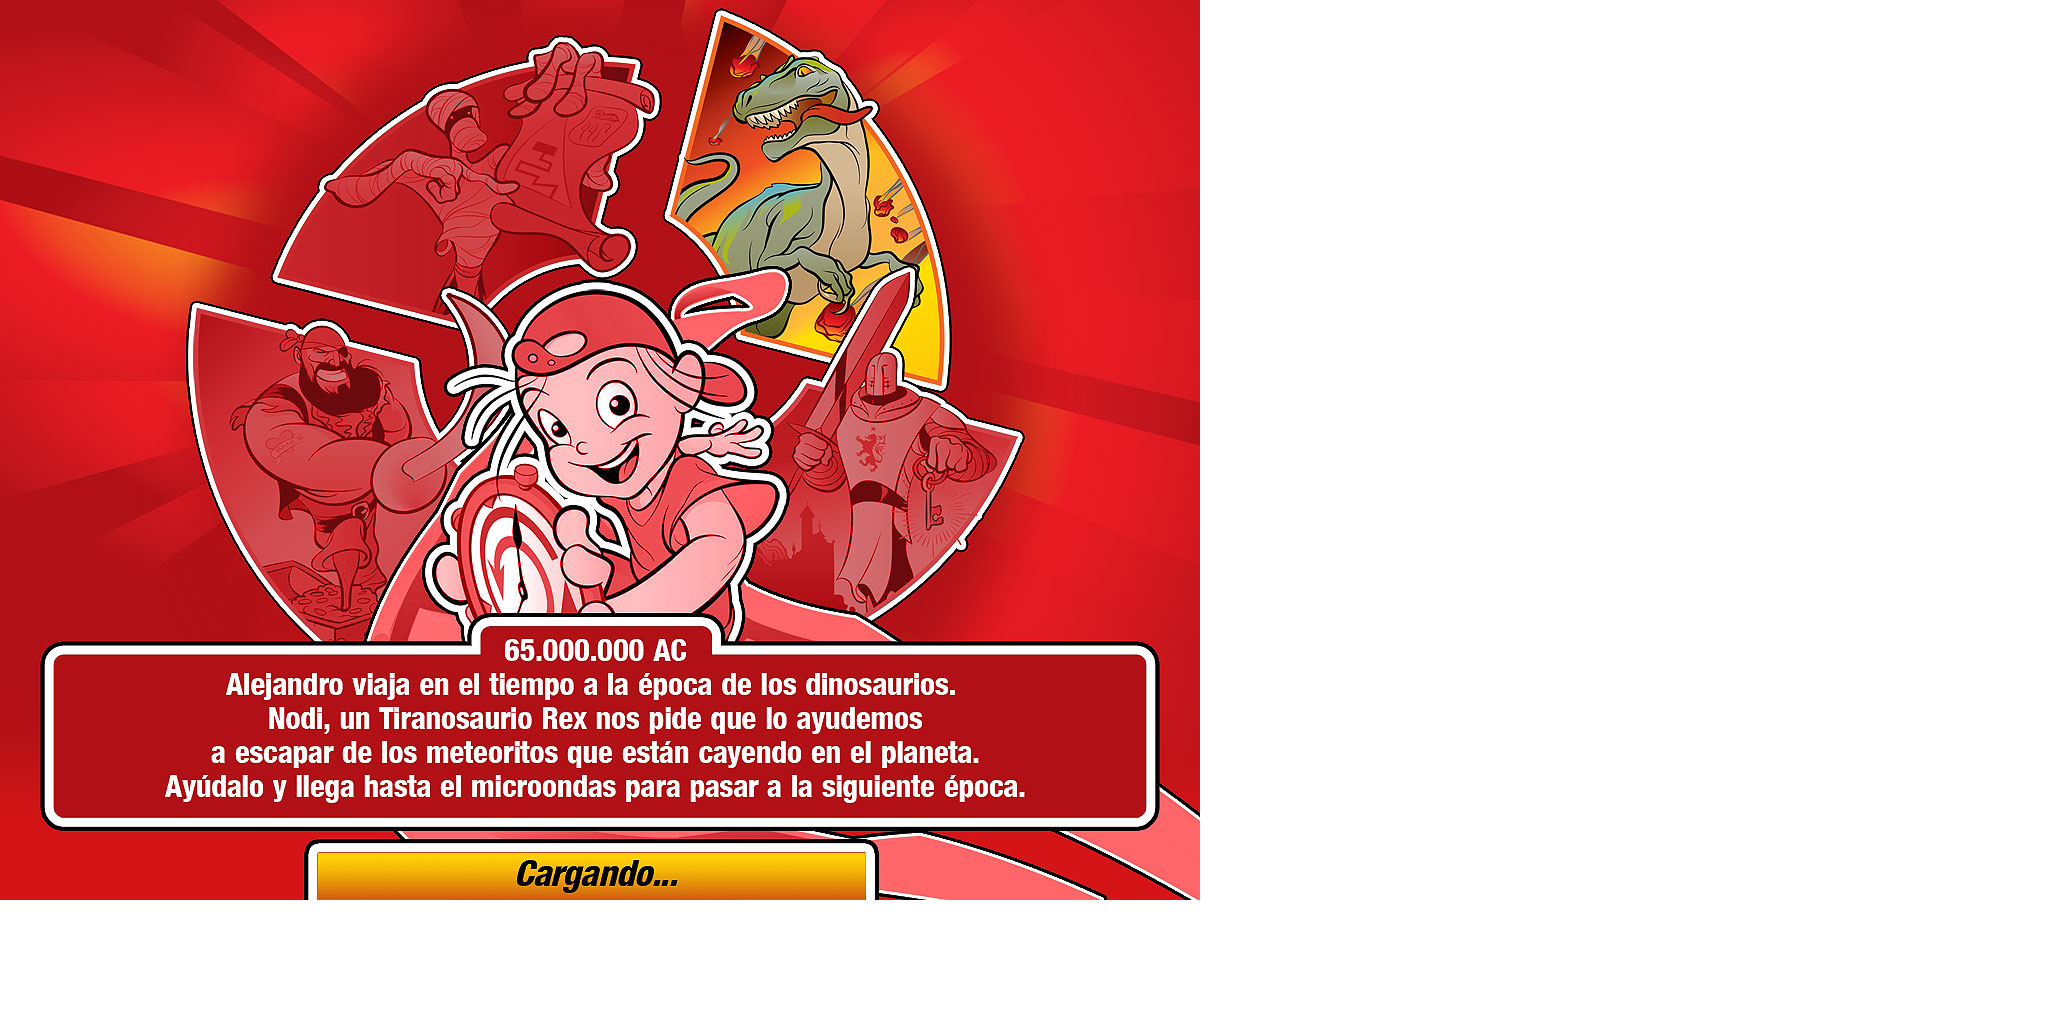 65.000.000 AC
Alejandro viaja en el tiempo a la época de los dinosaurios.
Nodi, un Tiranosaurio Rex nos pide que lo ayudemos
a escapar de los meteoritos que están cayendo en el planeta.
Ayúdalo y llega hasta el microondas para pasar a la siguiente época.
Cargando...